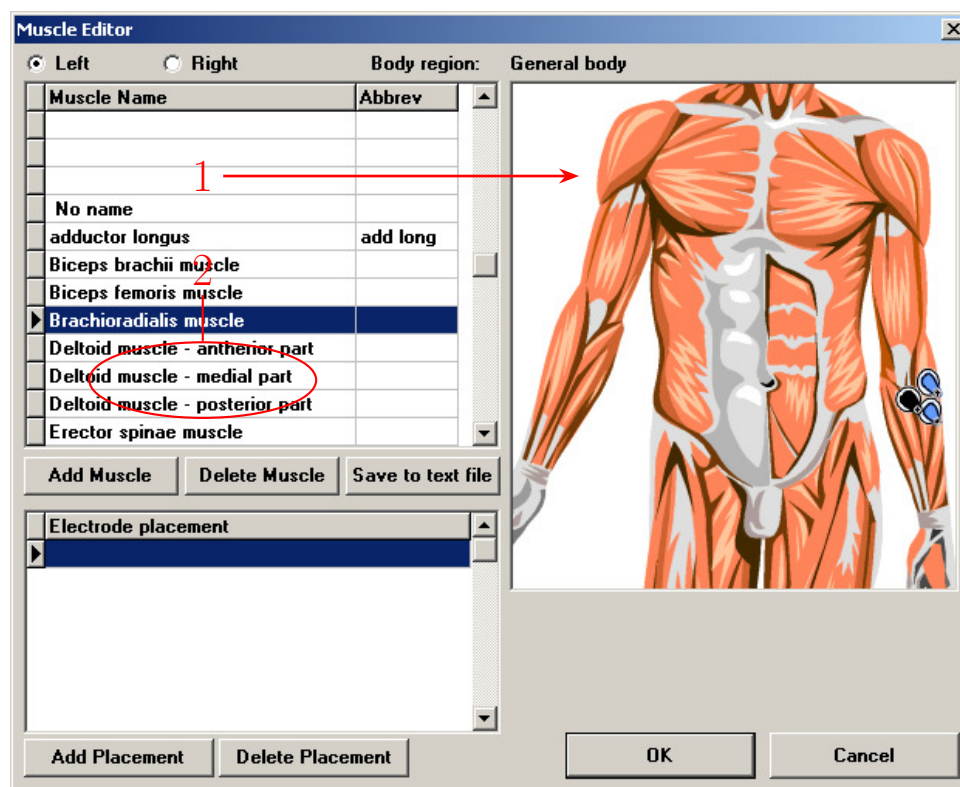 Muscle Editor
Left Right Body region: General body
Muscle Name Abbrev
1
No name
adductor longus add long
Biceps brachii muscle
2
Biceps femoris muscle
Brachioradialis muscle
Deltoid muscle - antherior part
Deltoid muscle - medial part
Deltoid muscle - posterior part
Erector spinae muscle
Add Muscle Delete Muscle Save to text file
Electrode placement
Add Placement Delete Placement OK Cancel